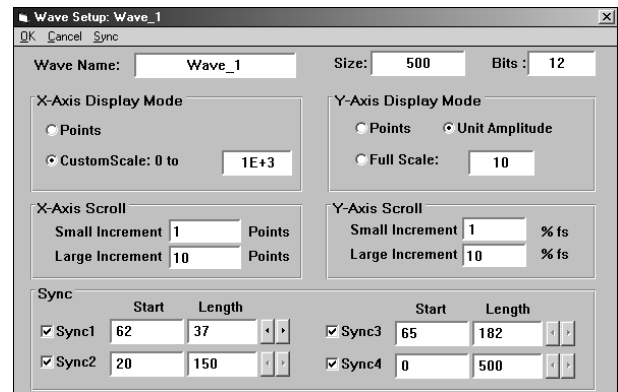 Wave Setup: Wave_1
OK Cancel Sync
Wave Name: Wave_1 Size: 500 Bits : 12
X-Axis Display Mode
Points
CustomScale: 0 to 1E+3
Y-Axis Display Mode
Points Unit Amplitude
Full Scale: 10
X-Axis Scroll
Small Increment 1 Points
Large Increment 10 Points
Y-Axis Scroll
Small Increment 1 % fs
Large Increment 10 % fs
Sync
Start Length Start Length
Sync1 62 37 Sync3 65 182
Sync2 20 150 Sync4 0 500